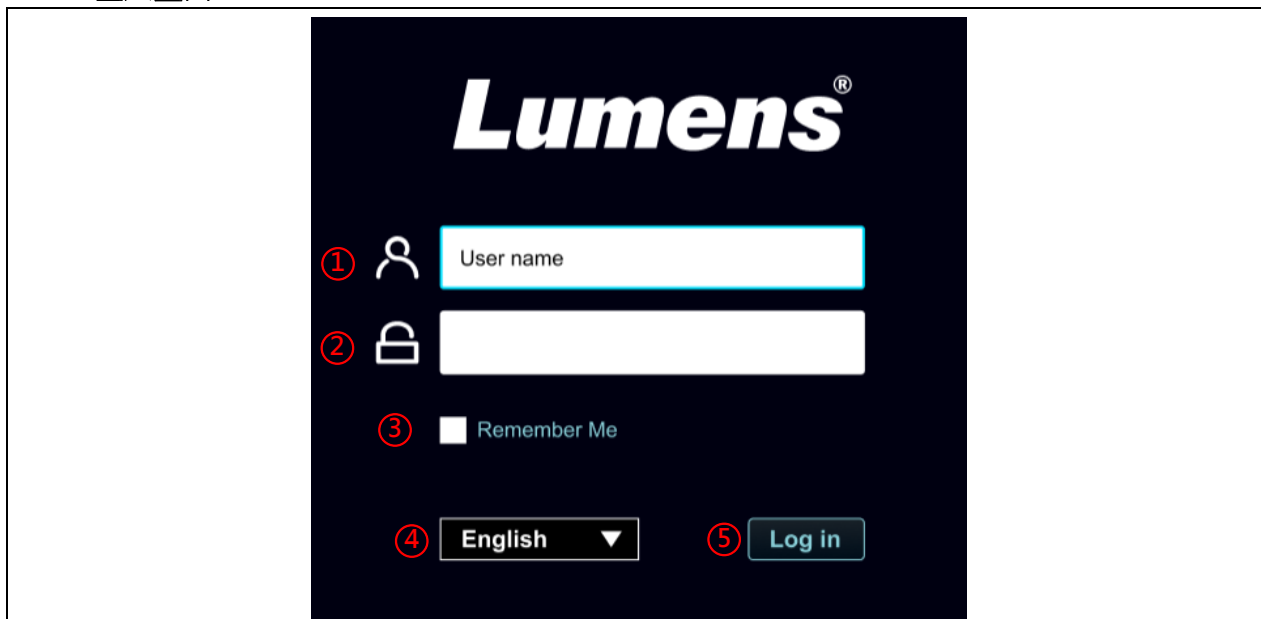 Lumens®
① User name
②
③ Remember Me
④ English ▼ ⑤ Log in